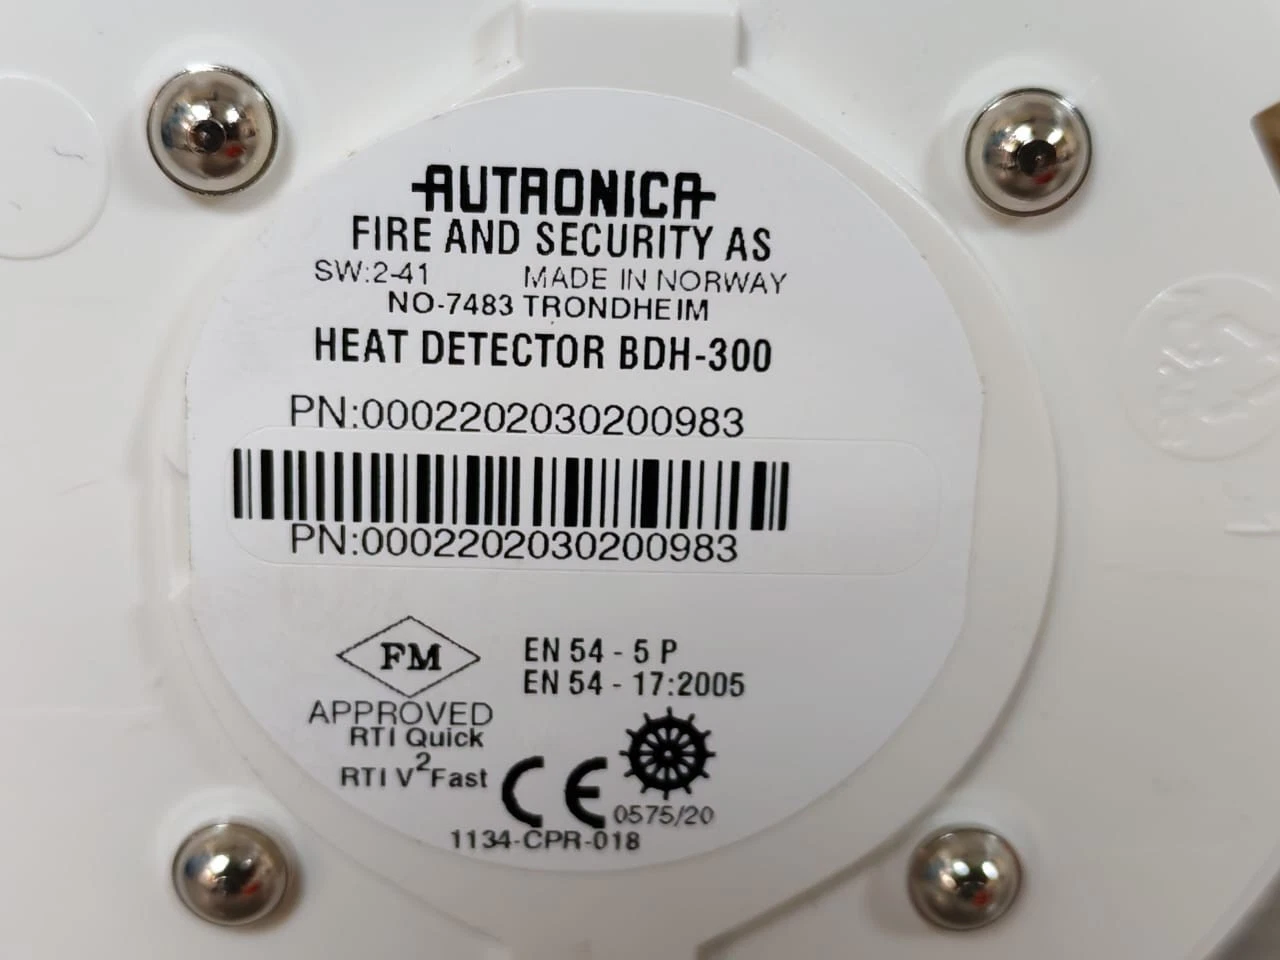 AUTRONICA
FIRE AND SECURITY AS
SW:2-41 MADE IN NORWAY
NO-7483 TRONDHEIM
HEAT DETECTOR BDH-300
PN:0002202030200983
PN:0002202030200983
FM
APPROVED
RTI Quick
RTI V²Fast
EN 54 - 5 P
EN 54 - 17:2005
CE
0575/20
1134-CPR-018